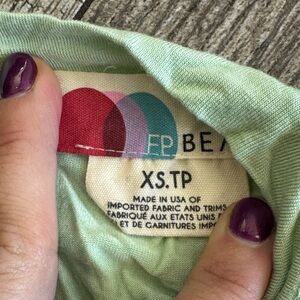 FP BEA
XS.TP
MADE IN USA OF
IMPORTED FABRIC AND TRIMS
FABRIQUÉ AUX ETATS UNIS D
ET DE GARNITURES IMPO